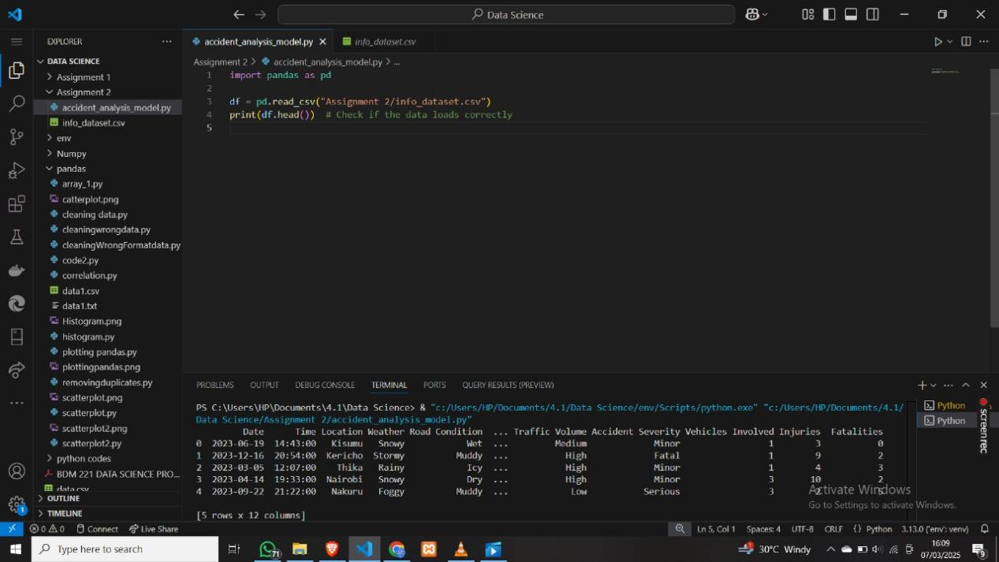 Data Science
EXPLORER
DATA SCIENCE
Assignment 1
Assignment 2
accident_analysis_model.py
info_dataset.csv
env
Numpy
pandas
array_1.py
catterplot.png
cleaning data.py
cleaningwrongdata.py
cleaningWrongFormatdata.py
code2.py
correlation.py
data1.csv
data1.txt
Histogram.png
histogram.py
plotting pandas.py
plottingpandas.png
removingduplicates.py
scatterplot.png
scatterplot.py
scatterplot2.png
scatterplot2.py
python codes
BDM 221 DATA SCIENCE PRO...
data.csv
OUTLINE
TIMELINE
accident_analysis_model.py info_dataset.csv
Assignment 2 > accident_analysis_model.py > ...
1 import pandas as pd
2
3 df = pd.read_csv("Assignment 2/info_dataset.csv")
4 print(df.head())  # Check if the data loads correctly
5
PROBLEMS OUTPUT DEBUG CONSOLE TERMINAL PORTS QUERY RESULTS (PREVIEW)
PS C:\Users\HP\Documents\4.1\Data Science> & "c:/Users/HP/Documents/4.1/Data Science/env/Scripts/python.exe" "c:/Users/HP/Documents/4.1/
Data Science/Assignment 2/accident_analysis_model.py"
Date Time Location Weather Road Condition ... Traffic Volume Accident Severity Vehicles Involved Injuries Fatalities
0 2023-06-19 14:43:00 Kisumu Snowy Wet ... Medium Minor 1 3 0
1 2023-12-16 20:54:00 Kericho Stormy Muddy ... High Fatal 1 9 2
2 2023-03-05 12:07:00 Thika Rainy Icy ... High Minor 1 4 3
3 2023-04-14 19:33:00 Nairobi Snowy Dry ... High Minor 3 10 2
4 2023-09-22 21:22:00 Nakuru Foggy Muddy ... Low Serious 3
[5 rows x 12 columns]
Python
Python
screenrec
Activate Windows
Go to Settings to activate Windows.
0 0 Connect Live Share Ln 5, Col 1 Spaces: 4 UTF-8 CRLF {} Python 3.13.0 ('env': venv)
1
Type here to search
71
30°C Windy
16:09
07/03/2025
9